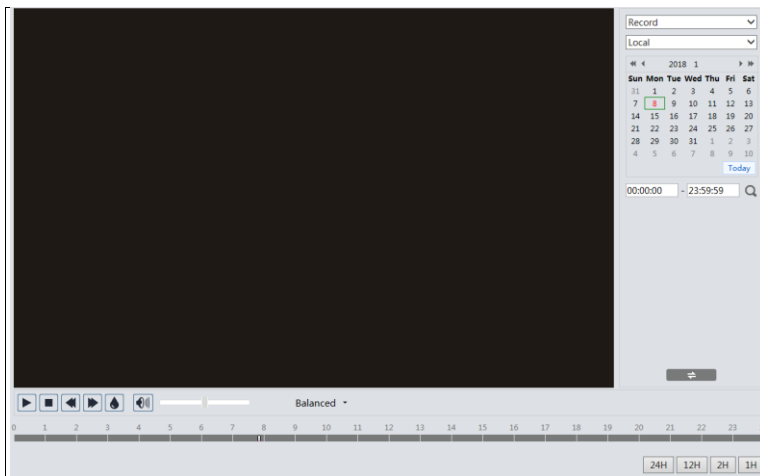 Record
Local
2018 1
Sun Mon Tue Wed Thu Fri Sat
31 1 2 3 4 5 6
7 8 9 10 11 12 13
14 15 16 17 18 19 20
21 22 23 24 25 26 27
28 29 30 31 1 2 3
4 5 6 7 8 9 10
Today
00:00:00 - 23:59:59
Balanced
0 1 2 3 4 5 6 7 8 9 10 11 12 13 14 15 16 17 18 19 20 21 22 23
24H 12H 2H 1H